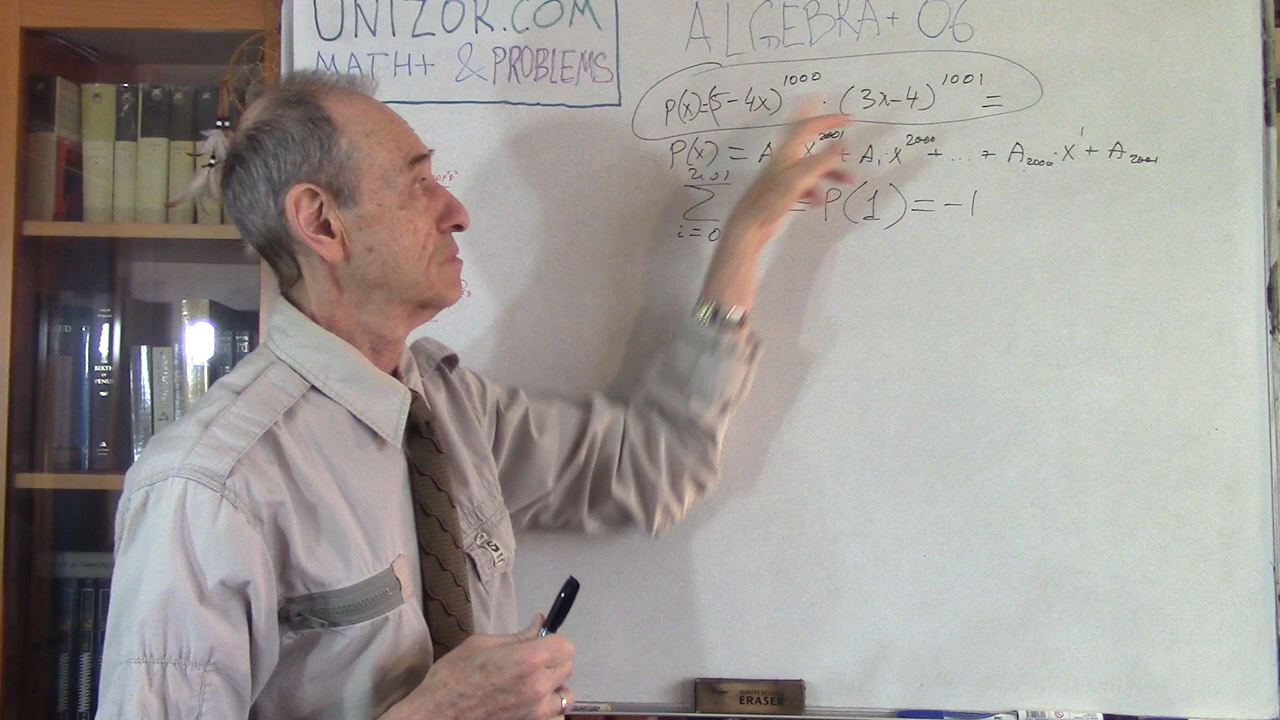 UNIZOR.COM
MATH+ & PROBLEMS
ALGEBRA+ 06
P(x)=(5-4x)^1000 · (3x-4)^1001 =
P(x) = A x^2001 + A₁x^2000 + ... + A₂₀₀₀·x^1 + A₂₀₀₁
2001
∑ = P(1) = -1
i=0
ERASER